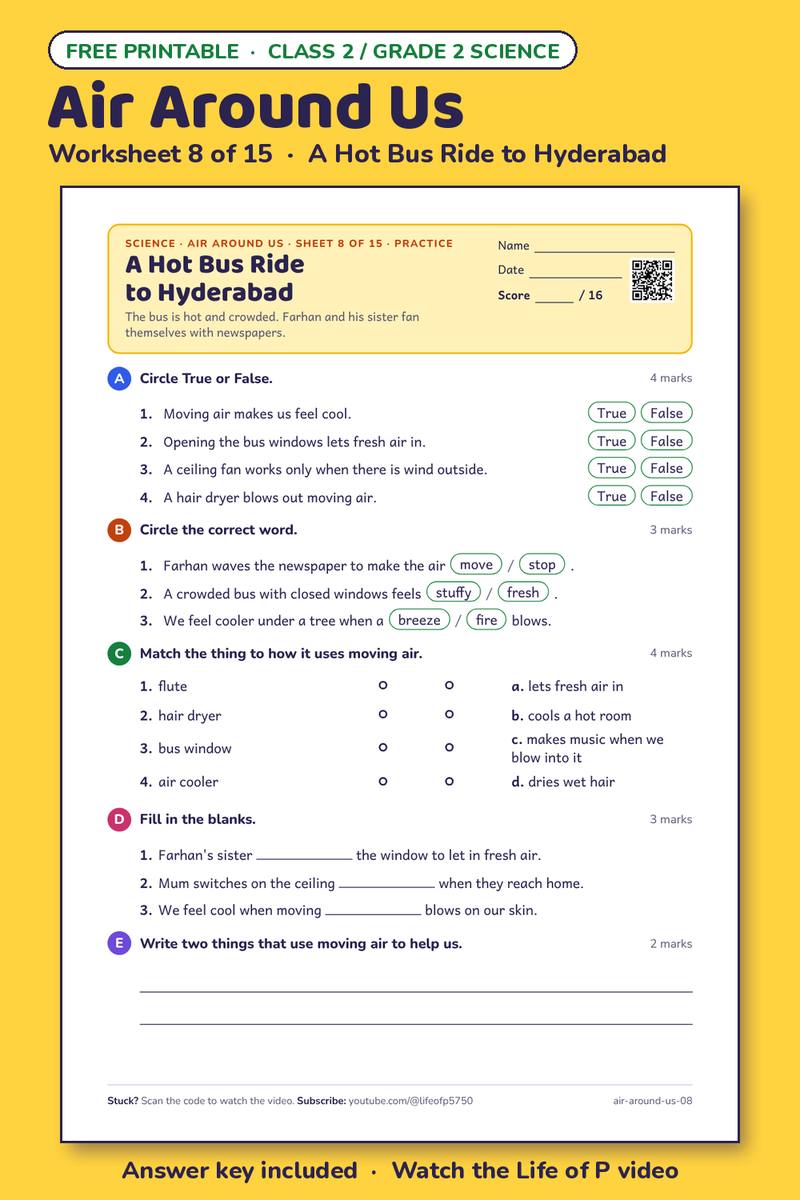 FREE PRINTABLE · CLASS 2 / GRADE 2 SCIENCE
Air Around Us
Worksheet 8 of 15 · A Hot Bus Ride to Hyderabad
SCIENCE · AIR AROUND US · SHEET 8 OF 15 · PRACTICE
A Hot Bus Ride
to Hyderabad
The bus is hot and crowded. Farhan and his sister fan
themselves with newspapers.
Name
Date
Score / 16
A Circle True or False. 4 marks
1. Moving air makes us feel cool. True False
2. Opening the bus windows lets fresh air in. True False
3. A ceiling fan works only when there is wind outside. True False
4. A hair dryer blows out moving air. True False
B Circle the correct word. 3 marks
1. Farhan waves the newspaper to make the air move / stop .
2. A crowded bus with closed windows feels stuffy / fresh .
3. We feel cooler under a tree when a breeze / fire blows.
C Match the thing to how it uses moving air. 4 marks
1. flute a. lets fresh air in
2. hair dryer b. cools a hot room
3. bus window c. makes music when we
blow into it
4. air cooler d. dries wet hair
D Fill in the blanks. 3 marks
1. Farhan's sister ____________ the window to let in fresh air.
2. Mum switches on the ceiling ____________ when they reach home.
3. We feel cool when moving ____________ blows on our skin.
E Write two things that use moving air to help us. 2 marks
Stuck? Scan the code to watch the video. Subscribe: youtube.com/@lifeofp5750 air-around-us-08
Answer key included · Watch the Life of P video